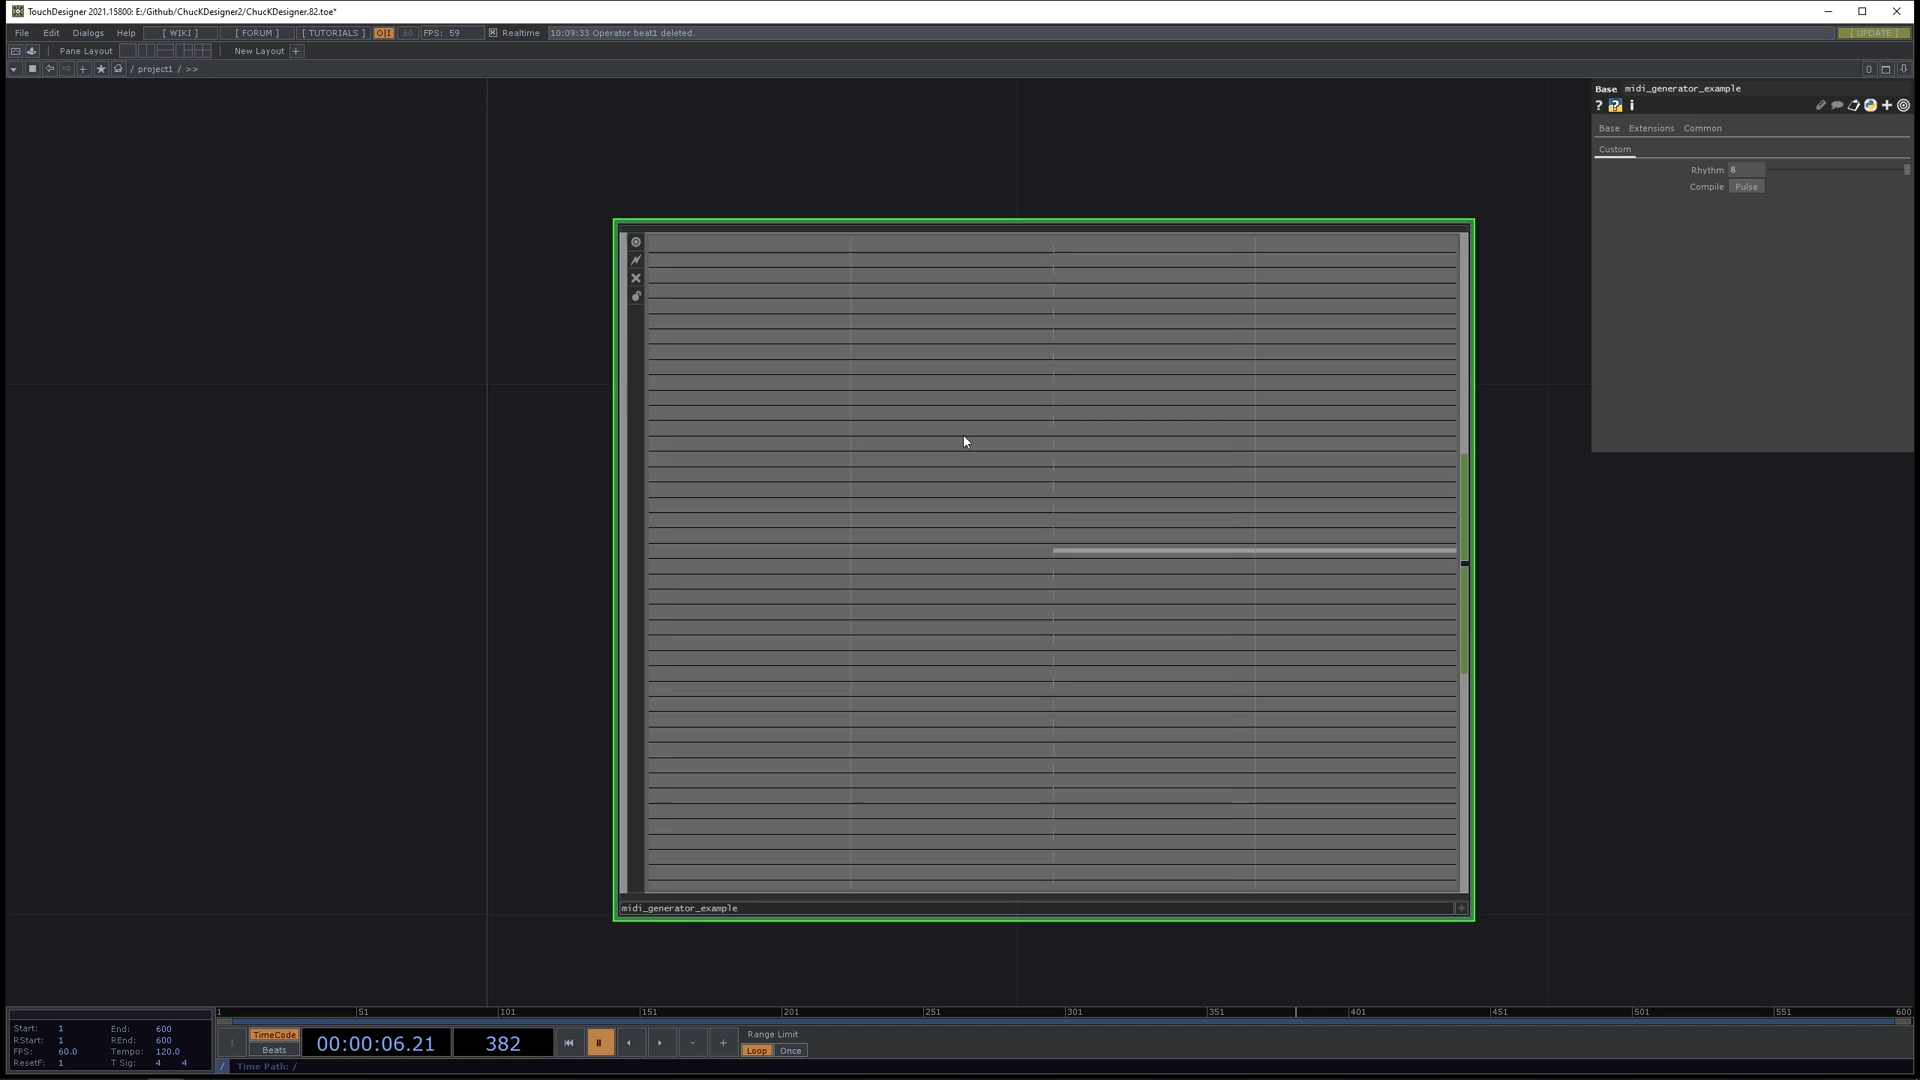 TouchDesigner 2021.15800: E:/Github/ChucKDesigner2/ChucKDesigner.82.toe*
File Edit Dialogs Help [ WIKI ] [ FORUM ] [ TUTORIALS ] O|I 60 FPS: 59 Realtime 10:09:33 Operator beat1 deleted. [ UPDATE ]
Pane Layout New Layout +
/ project1 / >> 0
Base midi_generator_example
? ? i
Base Extensions Common
Custom
Rhythm 8
Compile Pulse
midi_generator_example
1 51 101 151 201 251 301 351 401 451 501 551 600
Start: 1 End: 600
RStart: 1 REnd: 600
FPS: 60.0 Tempo: 120.0
ResetF: 1 T Sig: 4 4
TimeCode
Beats
00:00:06.21 382
Range Limit
Loop Once
/ Time Path: /